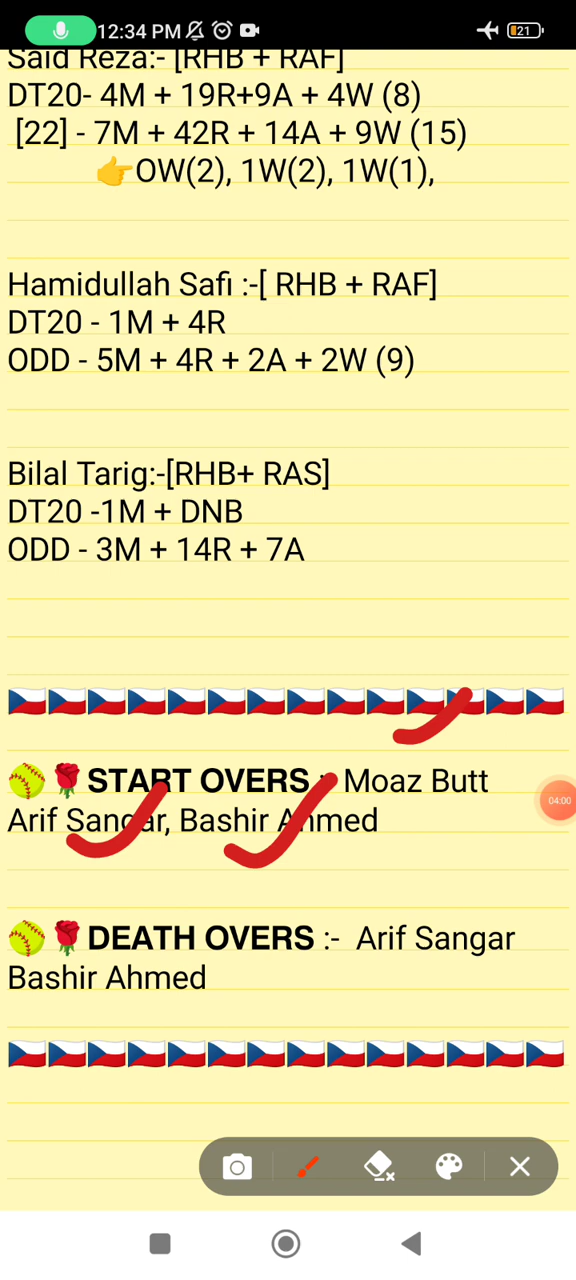 12:34 PM
21
Said Reza:- [RHB + RAF]
DT20- 4M + 19R+9A + 4W (8)
[22] - 7M + 42R + 14A + 9W (15)
👉OW(2), 1W(2), 1W(1),
Hamidullah Safi :-[ RHB + RAF]
DT20 - 1M + 4R
ODD - 5M + 4R + 2A + 2W (9)
Bilal Tarig:-[RHB+ RAS]
DT20 -1M + DNB
ODD - 3M + 14R + 7A
🇨🇿🇨🇿🇨🇿🇨🇿🇨🇿🇨🇿🇨🇿🇨🇿🇨🇿🇨🇿🇨🇿🇨🇿🇨🇿🇨🇿
🥎🌹START OVERS :- Moaz Butt
04:00
Arif Sangar, Bashir Ahmed
🥎🌹DEATH OVERS :- Arif Sangar
Bashir Ahmed
🇨🇿🇨🇿🇨🇿🇨🇿🇨🇿🇨🇿🇨🇿🇨🇿🇨🇿🇨🇿🇨🇿🇨🇿🇨🇿🇨🇿